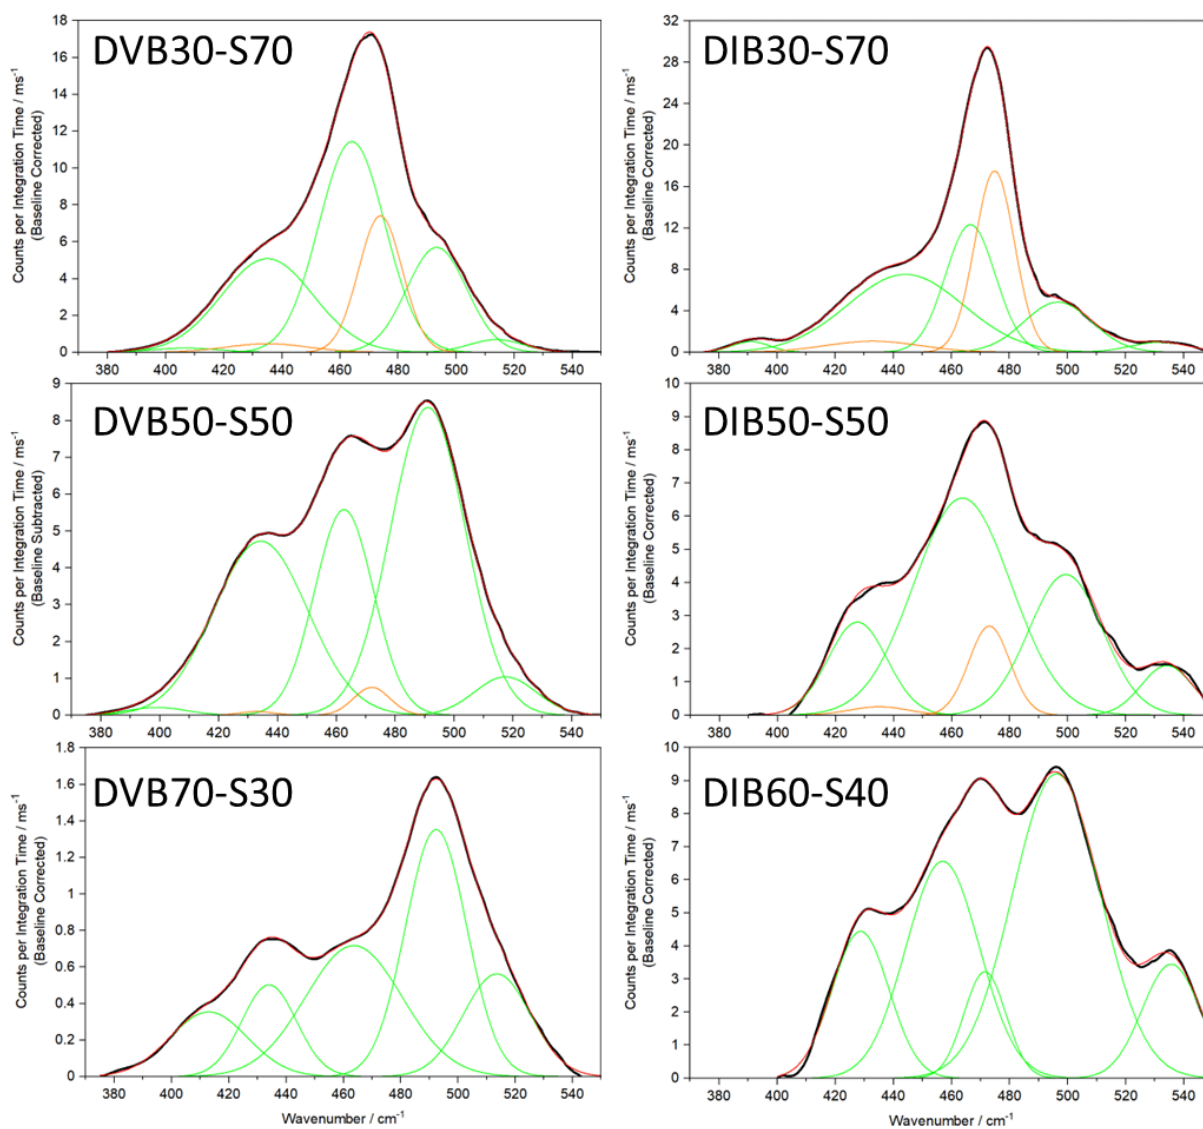 DVB30-S70
Counts per Integration Time / ms-1
(Baseline Corrected)
18
16
14
12
10
8
6
4
2
0
380 400 420 440 460 480 500 520 540
DIB30-S70
Counts per Integration Time / ms-1
(Baseline Corrected)
32
28
24
20
16
12
8
4
0
380 400 420 440 460 480 500 520 540
DVB50-S50
Counts per Integration Time / ms-1
(Baseline Subtracted)
9
8
7
6
5
4
3
2
1
0
380 400 420 440 460 480 500 520 540
DIB50-S50
Counts per Integration Time / ms-1
(Baseline Corrected)
10
9
8
7
6
5
4
3
2
1
0
380 400 420 440 460 480 500 520 540
DVB70-S30
Counts per Integration Time / ms-1
(Baseline Corrected)
1.8
1.6
1.4
1.2
1
0.8
0.6
0.4
0.2
0
380 400 420 440 460 480 500 520 540
Wavenumber / cm-1
DIB60-S40
Counts per Integration Time / ms-1
(Baseline Corrected)
10
9
8
7
6
5
4
3
2
1
0
380 400 420 440 460 480 500 520 540
Wavenumber / cm-1